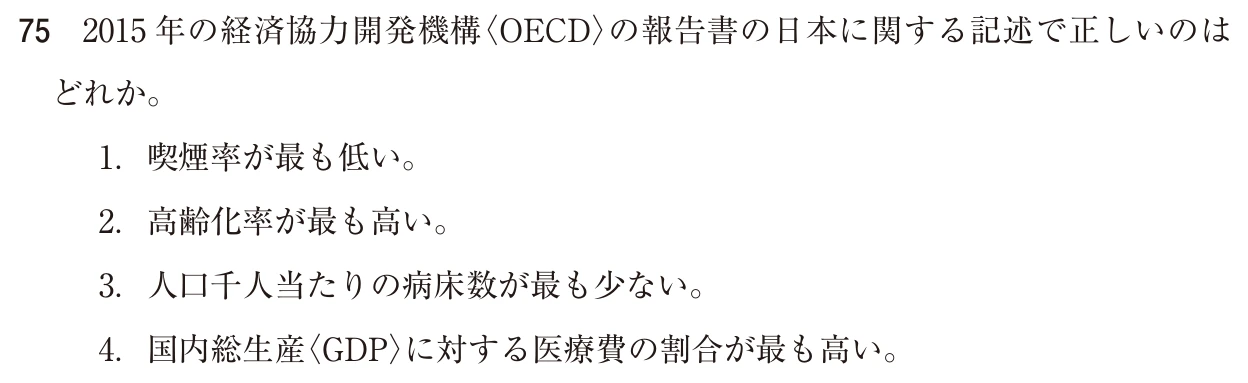 75 2015年の経済協力開発機構〈OECD〉の報告書の日本に関する記述で正しいのは
どれか。
1. 喫煙率が最も低い。
2. 高齢化率が最も高い。
3. 人口千人当たりの病床数が最も少ない。
4. 国内総生産〈GDP〉に対する医療費の割合が最も高い。